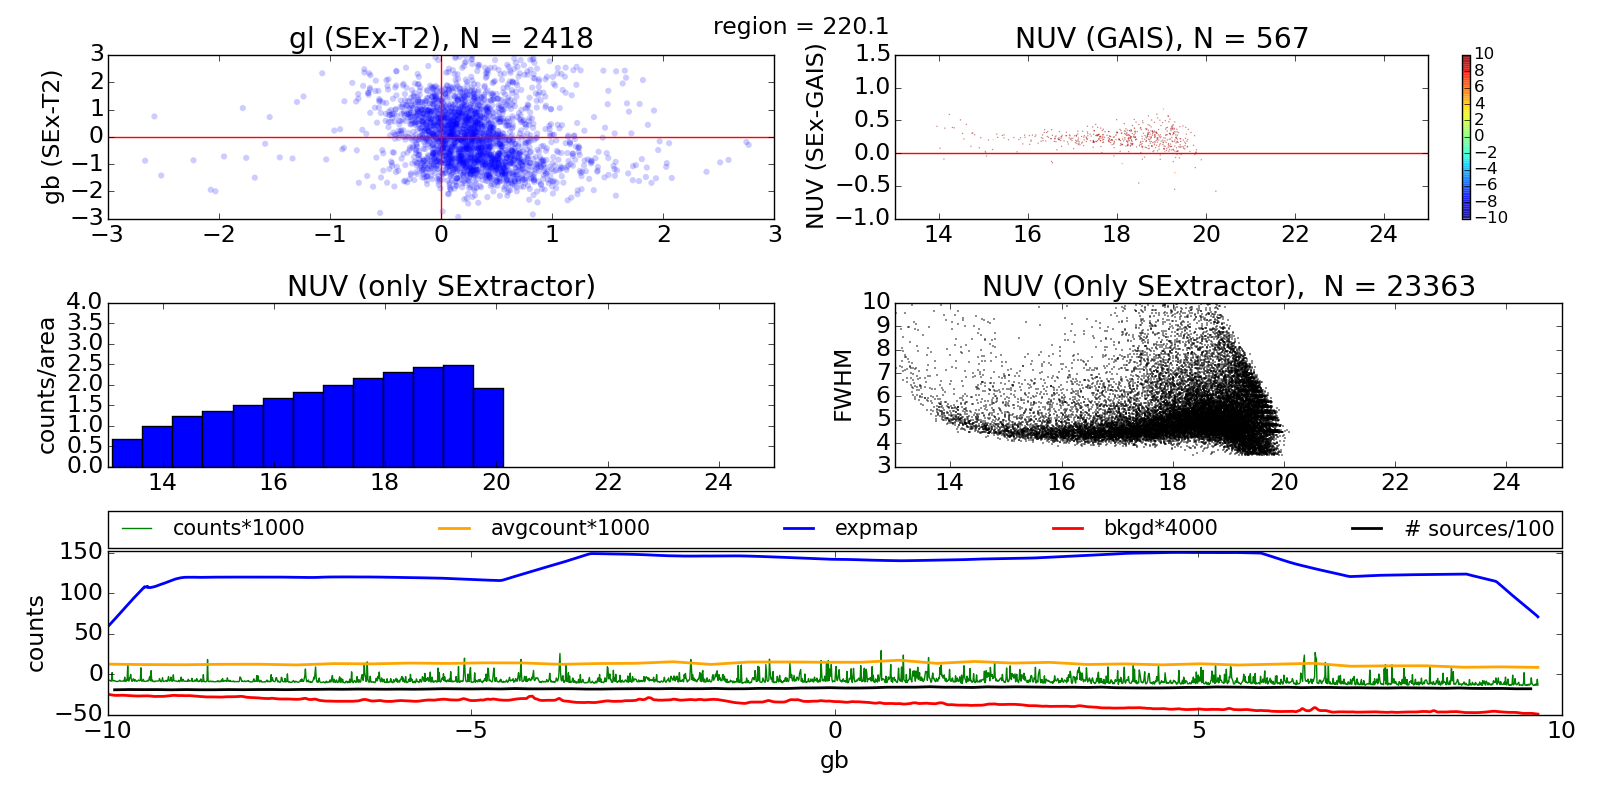 region = 220.1
gl (SEx-T2), N = 2418
gb (SEx-T2)
3
2
1
0
−1
−2
−3
−3 −2 −1 0 1 2 3
NUV (GAIS), N = 567
NUV (SEx-GAIS)
1.5
1.0
0.5
0.0
−0.5
−1.0
14 16 18 20 22 24
10
8
6
4
2
0
−2
−4
−6
−8
−10
NUV (only SExtractor)
counts/area
4.0
3.5
3.0
2.5
2.0
1.5
1.0
0.5
0.0
14 16 18 20 22 24
NUV (Only SExtractor),  N = 23363
FWHM
10
9
8
7
6
5
4
3
14 16 18 20 22 24
counts*1000 avgcount*1000 expmap bkgd*4000 # sources/100
counts
150
100
50
0
−50
−10 −5 0 5 10
gb